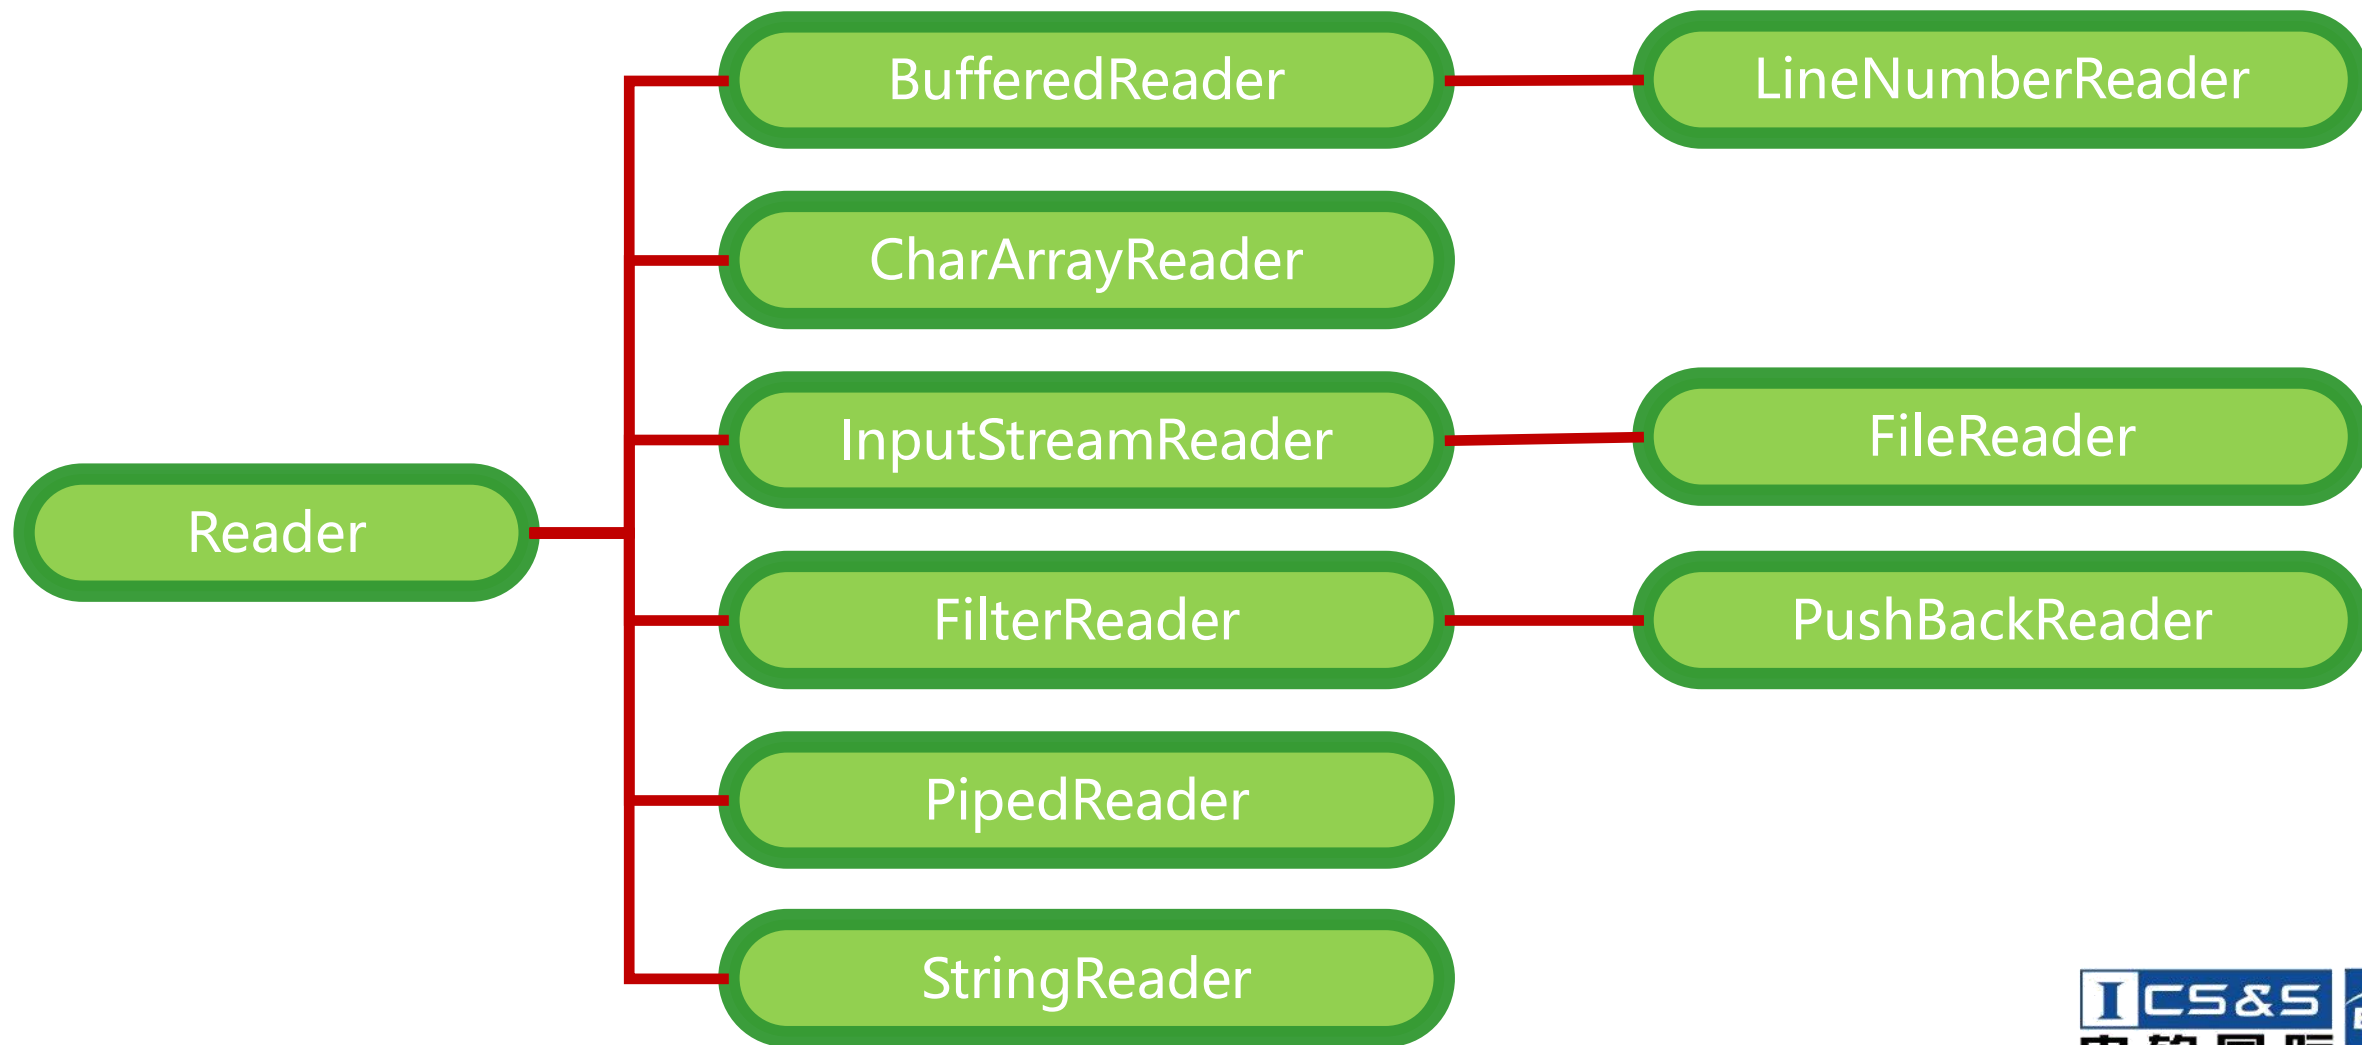 BufferedReader
LineNumberReader
CharArrayReader
InputStreamReader
FileReader
Reader
FilterReader
PushBackReader
PipedReader
StringReader
ICS&S